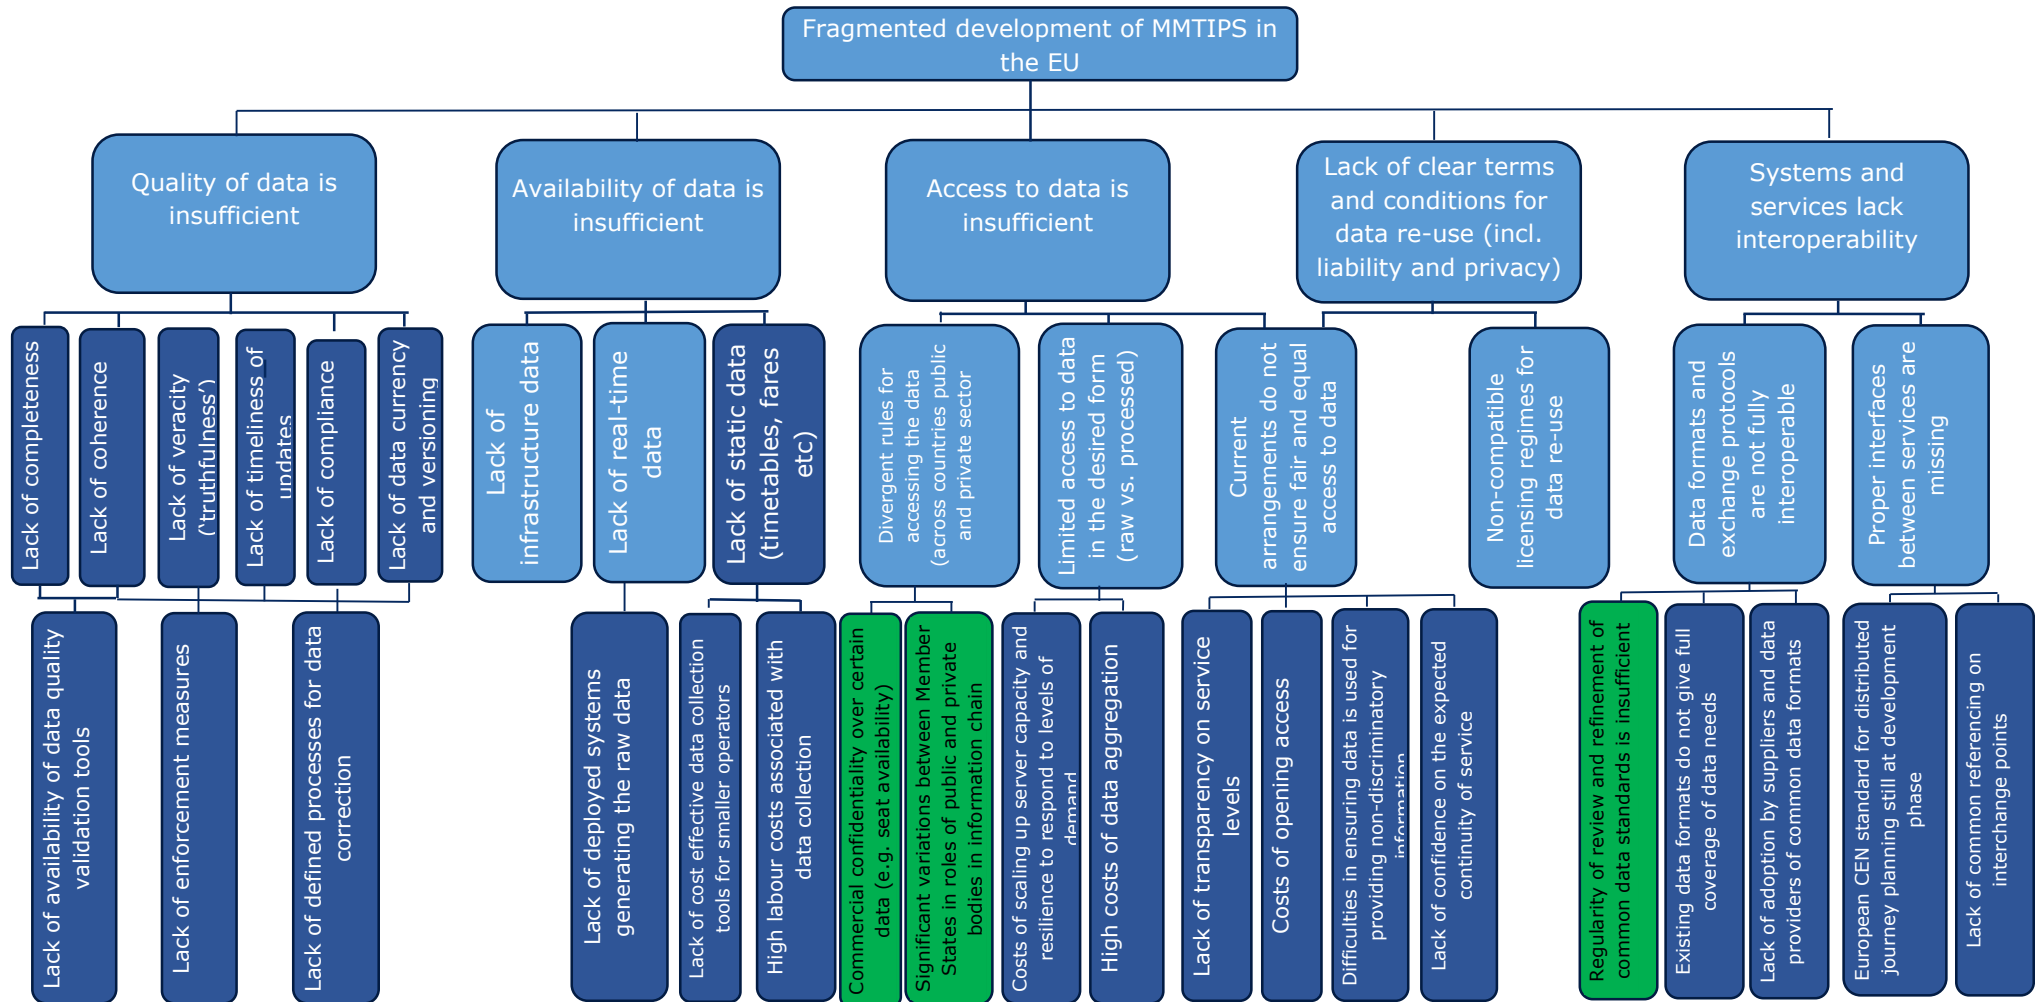 Fragmented development of MMTIPS in
the EU
Quality of data is
insufficient
Availability of data is
insufficient
Access to data is
insufficient
Lack of clear terms
and conditions for
data re-use (incl.
liability and privacy)
Systems and
services lack
interoperability
Lack of completeness
Lack of coherence
Lack of veracity
(‘truthfulness’)
Lack of timeliness of
updates
Lack of compliance
Lack of data currency
and versioning
Lack of
infrastructure data
Lack of real-time
data
Lack of static data
(timetables, fares
etc)
Divergent rules for
accessing the data
(across countries public
and private sector
Limited access to data
in the desired form
(raw vs. processed)
Current
arrangements do not
ensure fair and equal
access to data
Non-compatible
licensing regimes for
data re-use
Data formats and
exchange protocols
are not fully
interoperable
Proper interfaces
between services are
missing
Lack of availability of data quality
validation tools
Lack of enforcement measures
Lack of defined processes for data
correction
Lack of deployed systems
generating the raw data
Lack of cost effective data collection
tools for smaller operators
High labour costs associated with
data collection
Commercial confidentiality over certain
data (e.g. seat availability)
Significant variations between Member
States in roles of public and private
bodies in information chain
Costs of scaling up server capacity and
resilience to respond to levels of
demand
High costs of data aggregation
Lack of transparency on service
levels
Costs of opening access
Difficulties in ensuring data is used for
providing non-discriminatory
information
Lack of confidence on the expected
continuity of service
Regularity of review and refinement of
common data standards is insufficient
Existing data formats do not give full
coverage of data needs
Lack of adoption by suppliers and data
providers of common data formats
European CEN standard for distributed
journey planning still at development
phase
Lack of common referencing on
interchange points